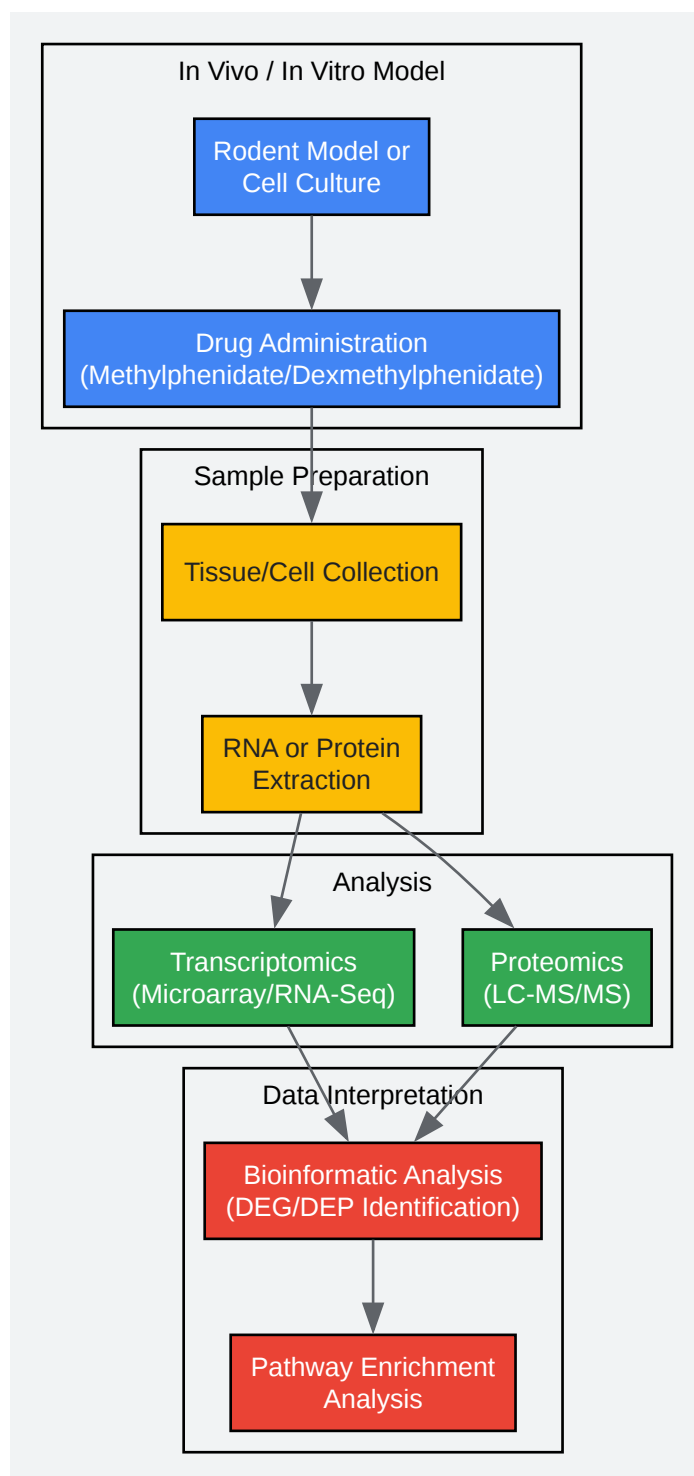 In Vivo / In Vitro Model
Rodent Model or
Cell Culture
Drug Administration
(Methylphenidate/Dexmethylphenidate)
Sample Preparation
Tissue/Cell Collection
RNA or Protein
Extraction
Analysis
Transcriptomics
(Microarray/RNA-Seq)
Proteomics
(LC-MS/MS)
Data Interpretation
Bioinformatic Analysis
(DEG/DEP Identification)
Pathway Enrichment
Analysis